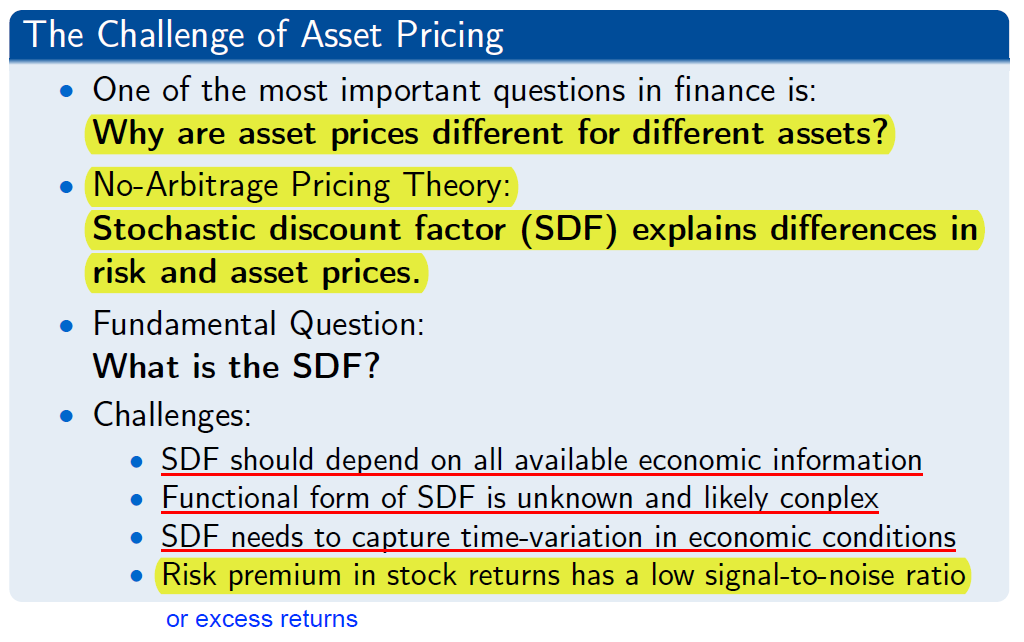 The Challenge of Asset Pricing
• One of the most important questions in finance is:
Why are asset prices different for different assets?
• No-Arbitrage Pricing Theory:
Stochastic discount factor (SDF) explains differences in
risk and asset prices.
• Fundamental Question:
What is the SDF?
• Challenges:
• SDF should depend on all available economic information
• Functional form of SDF is unknown and likely conplex
• SDF needs to capture time-variation in economic conditions
• Risk premium in stock returns has a low signal-to-noise ratio
or excess returns